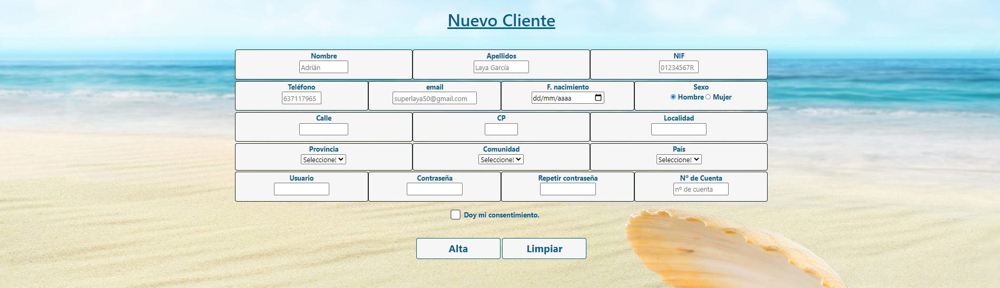 Nuevo Cliente
Nombre Apellidos NIF
Adrián Laya García 01234567R
Teléfono email F. nacimiento Sexo
637117965 superlaya50@gmail.com dd/mm/aaaa Hombre Mujer
Calle CP Localidad
Provincia Comunidad País
Seleccione! Seleccione! Seleccione!
Usuario Contraseña Repetir contraseña Nº de Cuenta
nº de cuenta
Doy mi consentimiento.
Alta Limpiar